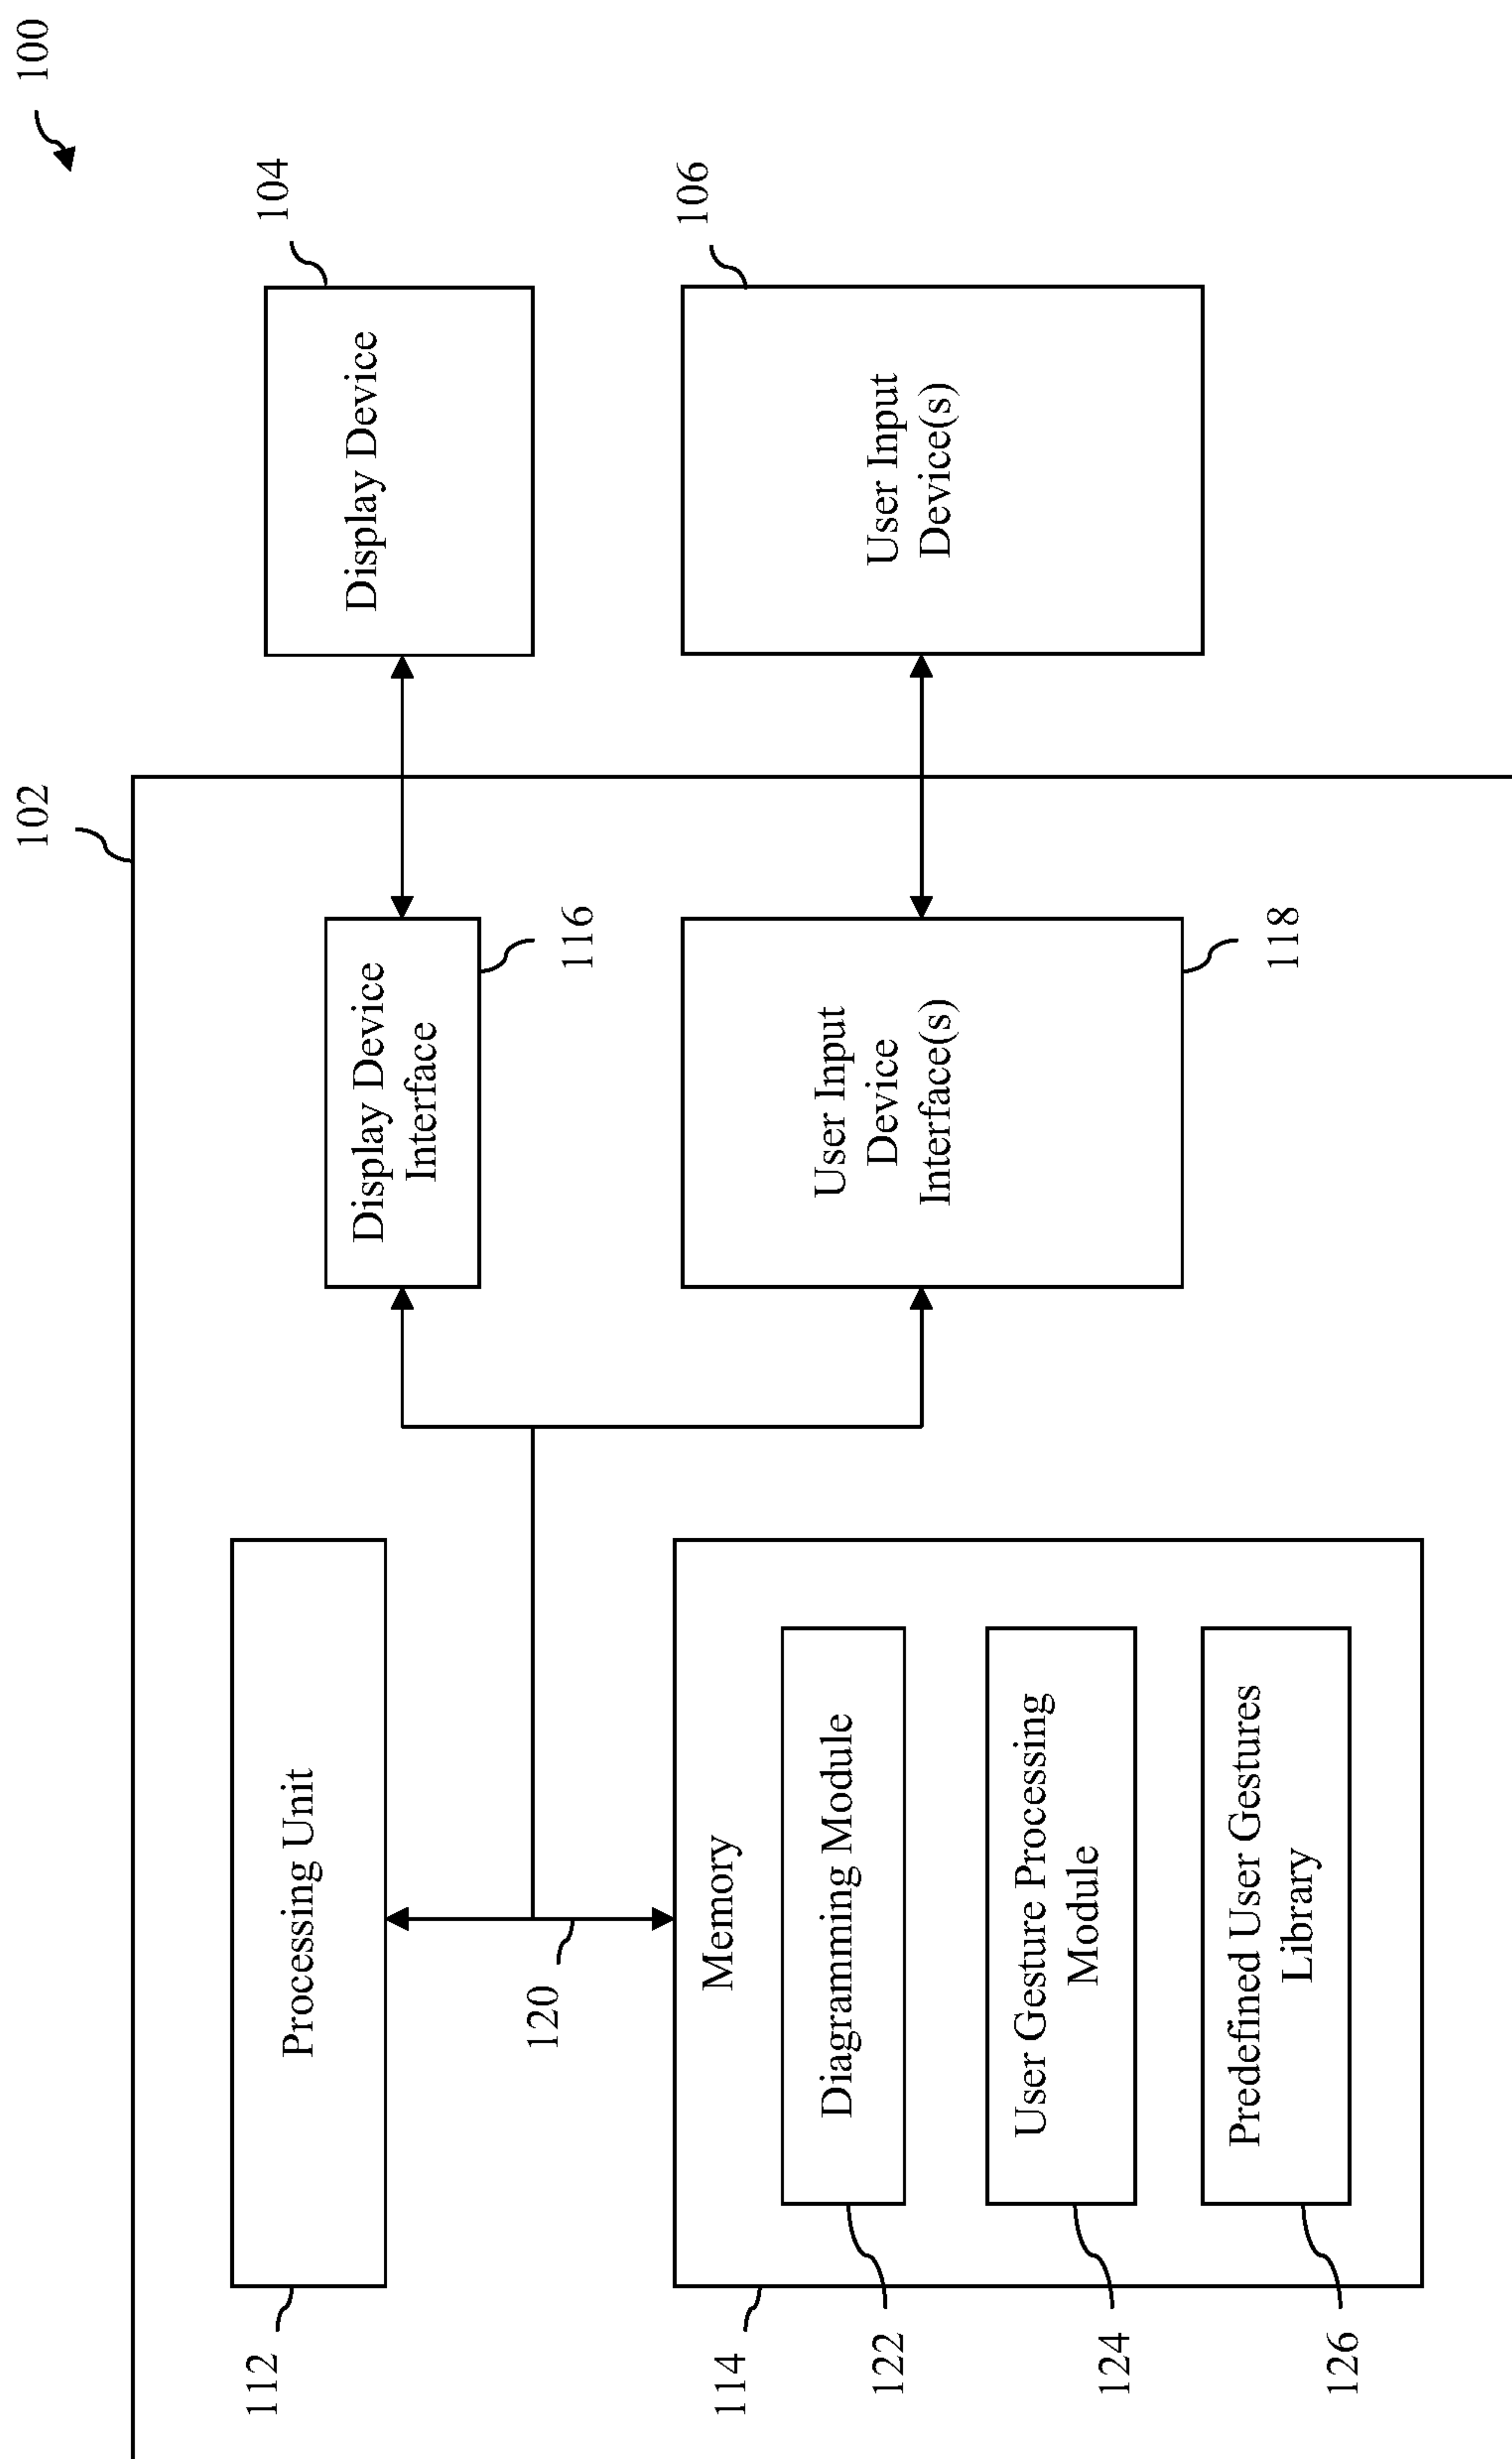 100
102
112
Processing Unit
Display Device
Interface
116
Display Device
104
120
114
Memory
122
Diagramming Module
124
User Gesture Processing
Module
126
Predefined User Gestures
Library
User Input
Device
Interface(s)
118
User Input
Device(s)
106